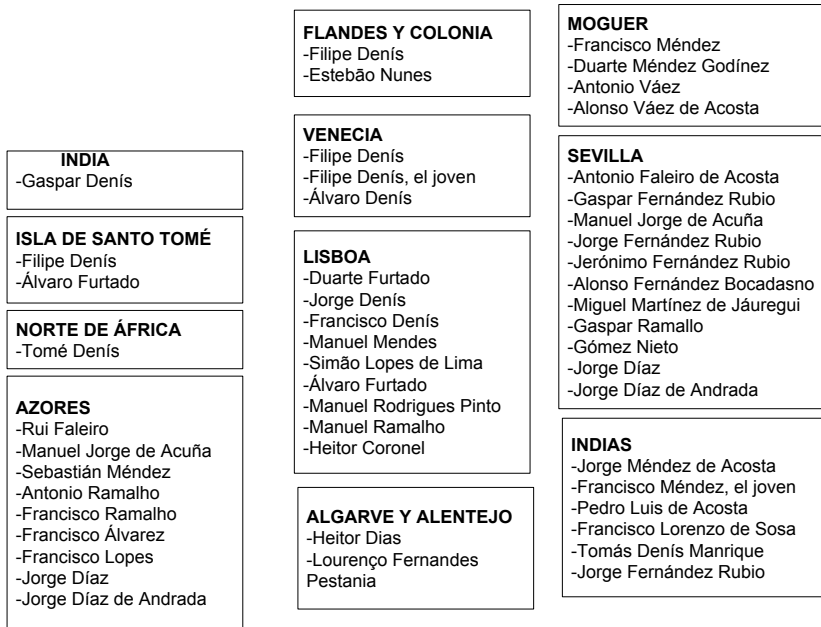 INDIA
-Gaspar Denís
ISLA DE SANTO TOMÉ
-Filipe Denís
-Álvaro Furtado
NORTE DE ÁFRICA
-Tomé Denís
AZORES
-Rui Faleiro
-Manuel Jorge de Acuña
-Sebastián Méndez
-Antonio Ramalho
-Francisco Ramalho
-Francisco Álvarez
-Francisco Lopes
-Jorge Díaz
-Jorge Díaz de Andrada
FLANDES Y COLONIA
-Filipe Denís
-Estebão Nunes
VENECIA
-Filipe Denís
-Filipe Denís, el joven
-Álvaro Denís
LISBOA
-Duarte Furtado
-Jorge Denís
-Francisco Denís
-Manuel Mendes
-Simão Lopes de Lima
-Álvaro Furtado
-Manuel Rodrigues Pinto
-Manuel Ramalho
-Heitor Coronel
ALGARVE Y ALENTEJO
-Heitor Dias
-Lourenço Fernandes
Pestania
MOGUER
-Francisco Méndez
-Duarte Méndez Godínez
-Antonio Váez
-Alonso Váez de Acosta
SEVILLA
-Antonio Faleiro de Acosta
-Gaspar Fernández Rubio
-Manuel Jorge de Acuña
-Jorge Fernández Rubio
-Jerónimo Fernández Rubio
-Alonso Fernández Bocadasno
-Miguel Martínez de Jáuregui
-Gaspar Ramallo
-Gómez Nieto
-Jorge Díaz
-Jorge Díaz de Andrada
INDIAS
-Jorge Méndez de Acosta
-Francisco Méndez, el joven
-Pedro Luis de Acosta
-Francisco Lorenzo de Sosa
-Tomás Denís Manrique
-Jorge Fernández Rubio